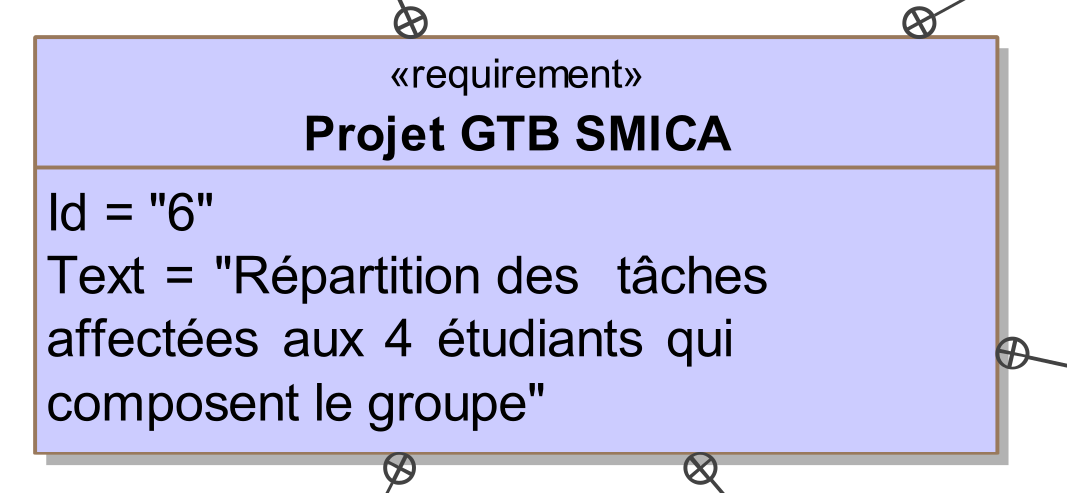 «requirement»
Projet GTB SMICA
Id = "6"
Text = "Répartition des tâches
affectées aux 4 étudiants qui
composent le groupe"